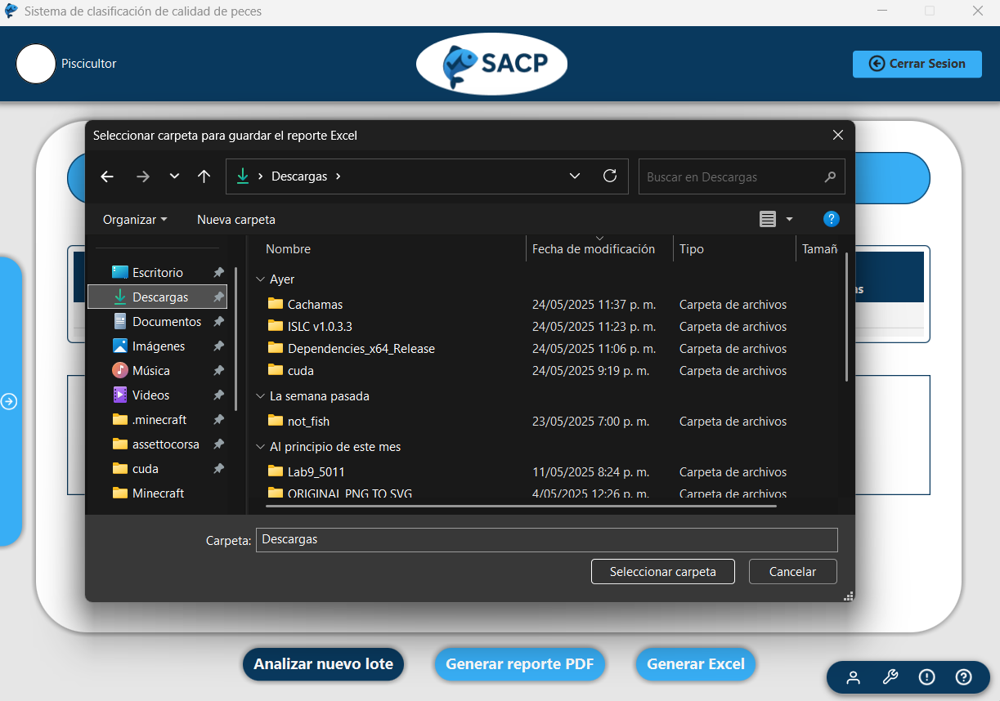 Sistema de clasificación de calidad de peces
Piscicultor
SACP
Cerrar Sesion
Seleccionar carpeta para guardar el reporte Excel
Descargas
Buscar en Descargas
Organizar
Nueva carpeta
?
Nombre Fecha de modificación Tipo Tamañ
Escritorio
Descargas
Documentos
Imágenes
Música
Videos
.minecraft
assettocorsa
cuda
Minecraft
Ayer
Cachamas 24/05/2025 11:37 p. m. Carpeta de archivos
ISLC v1.0.3.3 24/05/2025 11:23 p. m. Carpeta de archivos
Dependencies_x64_Release 24/05/2025 11:06 p. m. Carpeta de archivos
cuda 24/05/2025 9:19 p. m. Carpeta de archivos
La semana pasada
not_fish 23/05/2025 7:00 p. m. Carpeta de archivos
Al principio de este mes
Lab9_5011 11/05/2025 8:24 p. m. Carpeta de archivos
ORIGINAL PNG TO SVG 4/05/2025 12:26 p. m. Carpeta de archivos
as
Carpeta: Descargas
Seleccionar carpeta Cancelar
Analizar nuevo lote
Generar reporte PDF
Generar Excel